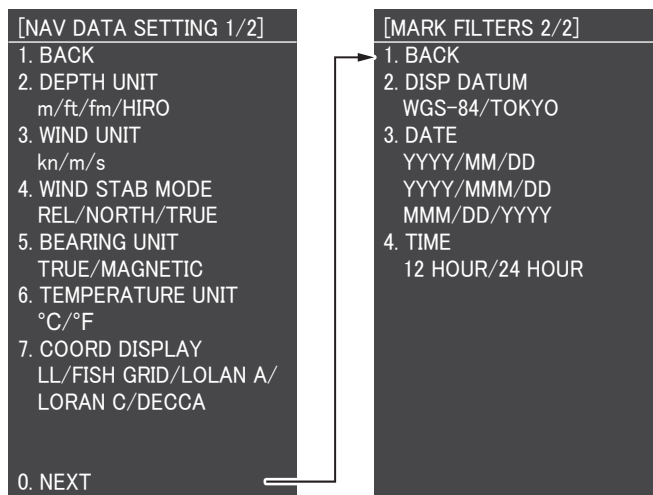 [NAV DATA SETTING 1/2]
1. BACK
2. DEPTH UNIT
m/ft/fm/HIRO
3. WIND UNIT
kn/m/s
4. WIND STAB MODE
REL/NORTH/TRUE
5. BEARING UNIT
TRUE/MAGNETIC
6. TEMPERATURE UNIT
°C/°F
7. COORD DISPLAY
LL/FISH GRID/LOLAN A/
LORAN C/DECCA
0. NEXT
[MARK FILTERS 2/2]
1. BACK
2. DISP DATUM
WGS-84/TOKYO
3. DATE
YYYY/MM/DD
YYYY/MMM/DD
MMM/DD/YYYY
4. TIME
12 HOUR/24 HOUR